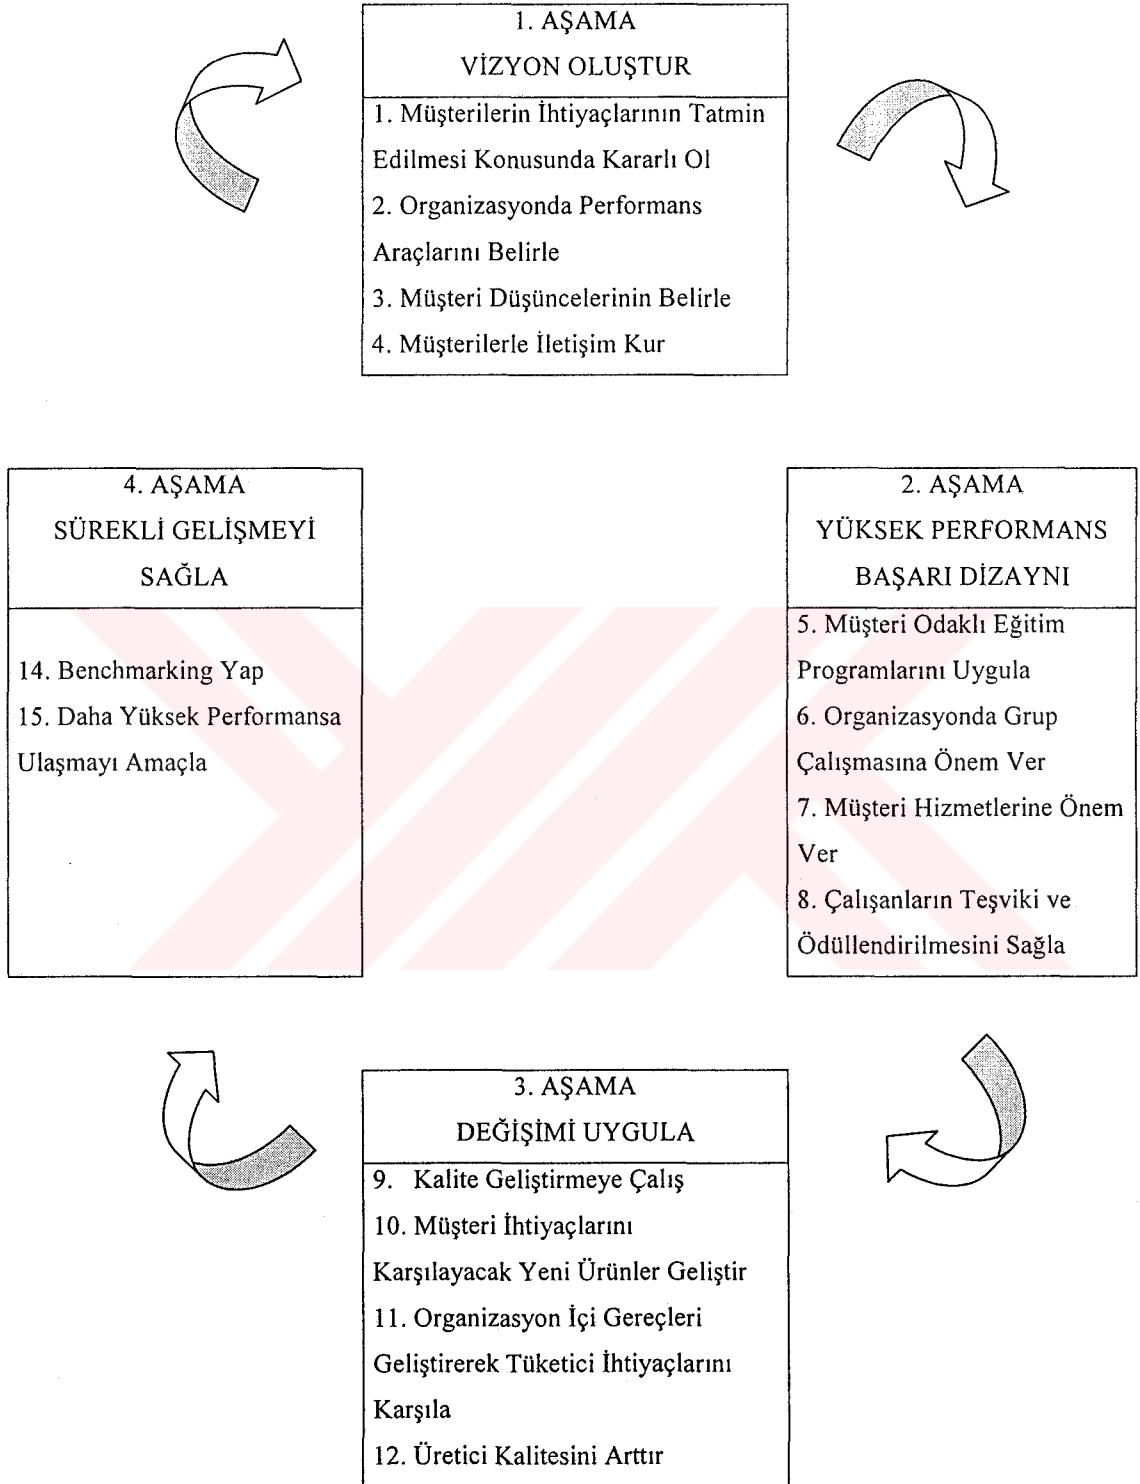 1. AŞAMA
VİZYON OLUŞTUR
1. Müşterilerin İhtiyaçlarının Tatmin
Edilmesi Konusunda Kararlı Ol
2. Organizasyonda Performans
Araçlarını Belirle
3. Müşteri Düşüncelerinin Belirle
4. Müşterilerle İletişim Kur
4. AŞAMA
SÜREKLİ GELİŞMEYİ
SAĞLA
14. Benchmarking Yap
15. Daha Yüksek Performansa
Ulaşmayı Amaçla
2. AŞAMA
YÜKSEK PERFORMANS
BAŞARI DİZAYNI
5. Müşteri Odaklı Eğitim
Programlarını Uygula
6. Organizasyonda Grup
Çalışmasına Önem Ver
7. Müşteri Hizmetlerine Önem
Ver
8. Çalışanların Teşviki ve
Ödüllendirilmesini Sağla
3. AŞAMA
DEĞİŞİMİ UYGULA
9. Kalite Geliştirmeye Çalış
10. Müşteri İhtiyaçlarını
Karşılayacak Yeni Ürünler Geliştir
11. Organizasyon İçi Gereçleri
Geliştirerek Tüketici İhtiyaçlarını
Karşıla
12. Üretici Kalitesini Arttır